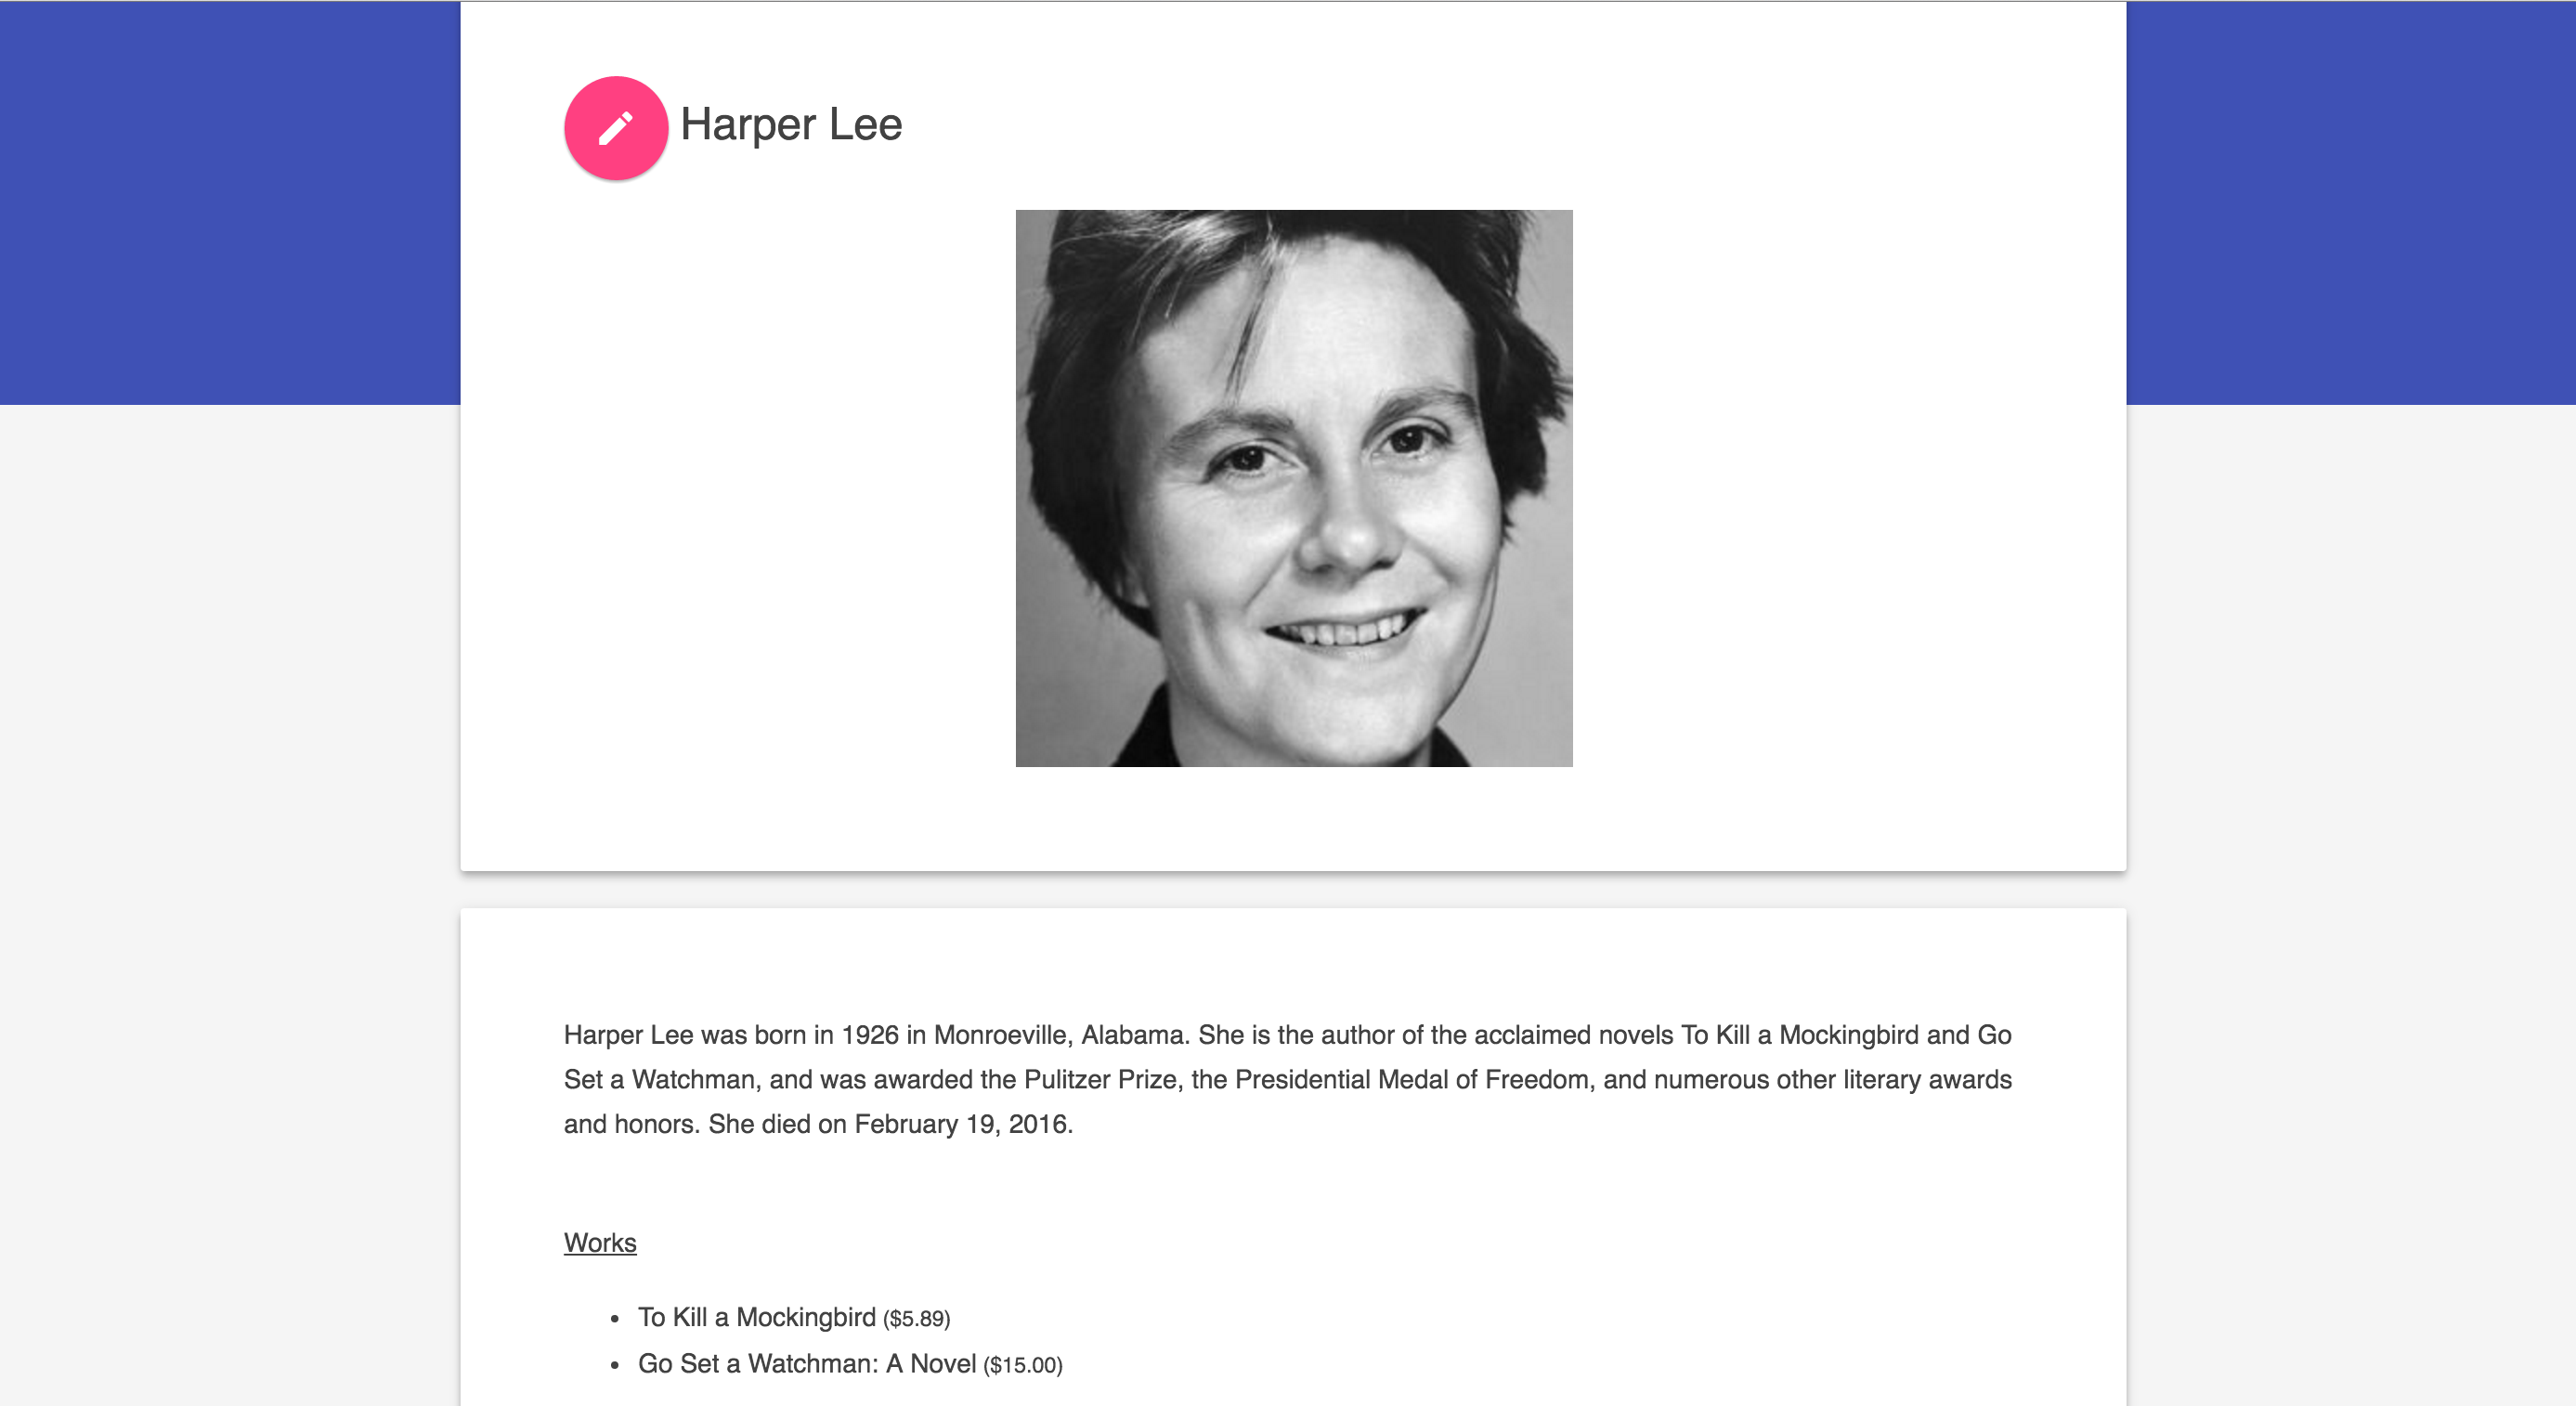 Harper Lee
Harper Lee was born in 1926 in Monroeville, Alabama. She is the author of the acclaimed novels To Kill a Mockingbird and Go
Set a Watchman, and was awarded the Pulitzer Prize, the Presidential Medal of Freedom, and numerous other literary awards
and honors. She died on February 19, 2016.
Works
To Kill a Mockingbird ($5.89)
Go Set a Watchman: A Novel ($15.00)